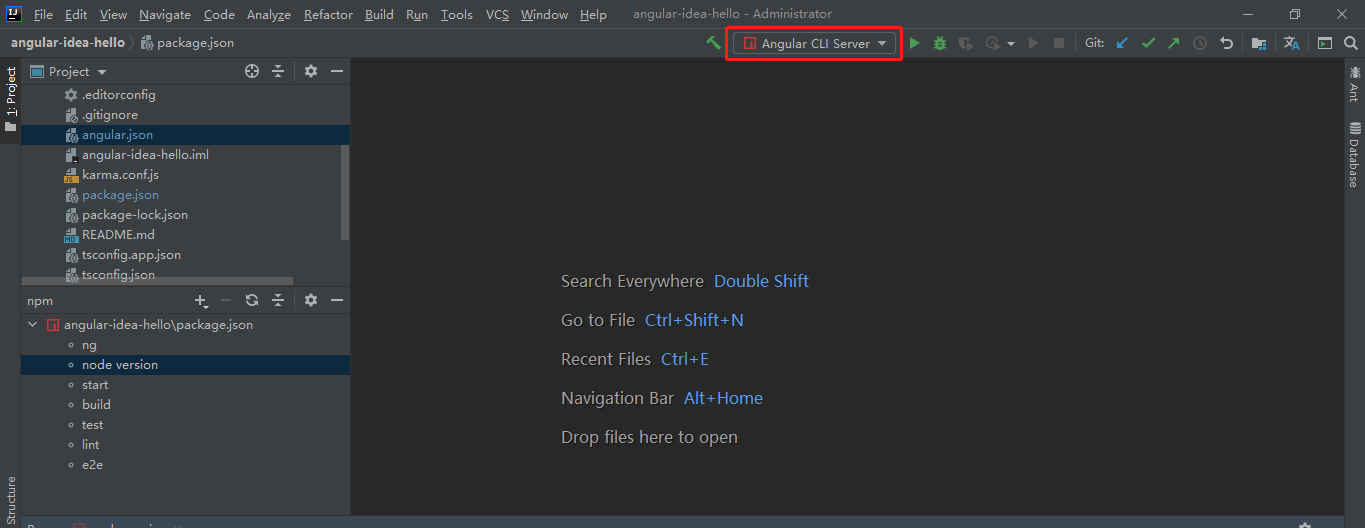 IJ File Edit View Navigate Code Analyze Refactor Build Run Tools VCS Window Help angular-idea-hello - Administrator
angular-idea-hello package.json Angular CLI Server Git:
1: Project
Project
.editorconfig
.gitignore
angular.json
angular-idea-hello.iml
JS karma.conf.js
package.json
package-lock.json
MD README.md
tsconfig.app.json
tsconfig.json
npm
angular-idea-hello\package.json
ng
node version
start
build
test
lint
e2e
Structure
Search Everywhere Double Shift
Go to File Ctrl+Shift+N
Recent Files Ctrl+E
Navigation Bar Alt+Home
Drop files here to open
Ant
Database